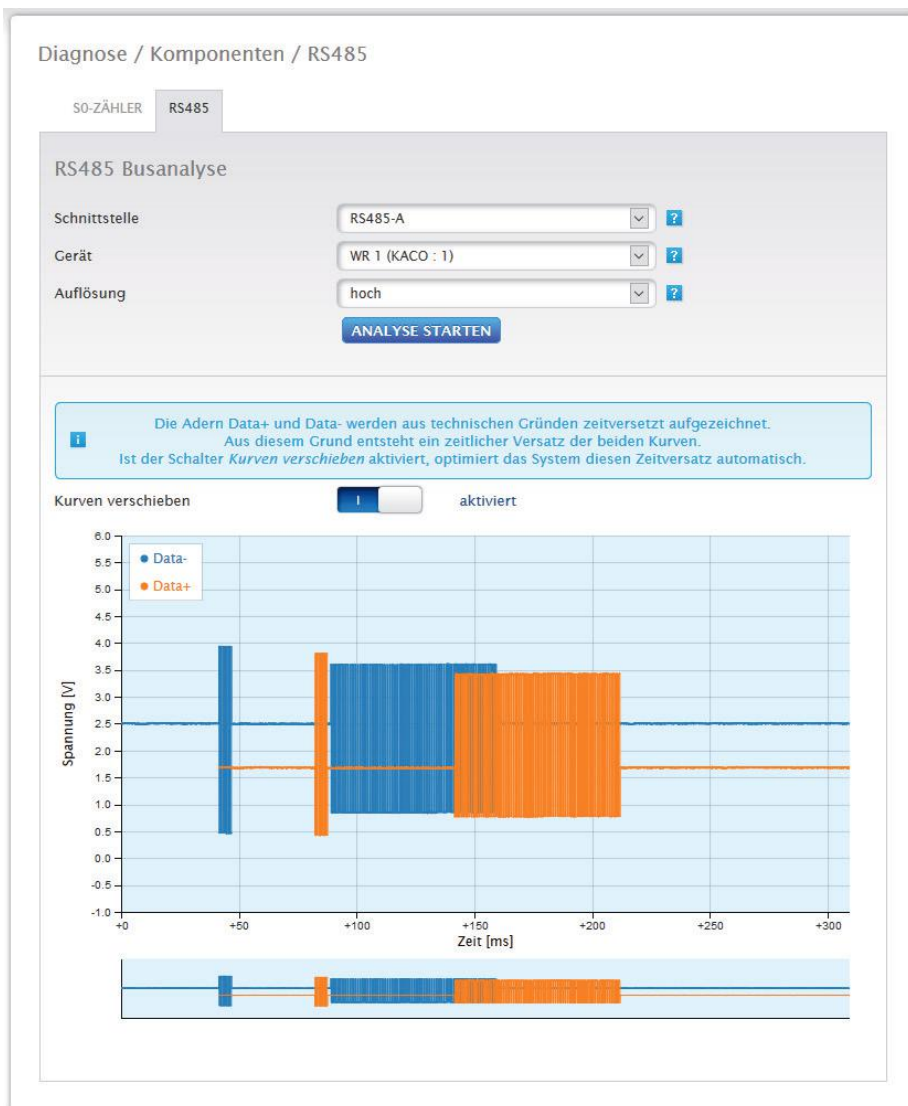 Diagnose / Komponenten / RS485
S0-ZÄHLER RS485
RS485 Busanalyse
Schnittstelle RS485-A ?
Gerät WR 1 (KACO : 1) ?
Auflösung hoch ?
ANALYSE STARTEN
i
Die Adern Data+ und Data- werden aus technischen Gründen zeitversetzt aufgezeichnet.
Aus diesem Grund entsteht ein zeitlicher Versatz der beiden Kurven.
Ist der Schalter Kurven verschieben aktiviert, optimiert das System diesen Zeitversatz automatisch.
Kurven verschieben I aktiviert
Data-
Data+
Spannung [V]
6.0
5.5
5.0
4.5
4.0
3.5
3.0
2.5
2.0
1.5
1.0
0.5
0.0
-0.5
-1.0
+0 +50 +100 +150 +200 +250 +300
Zeit [ms]